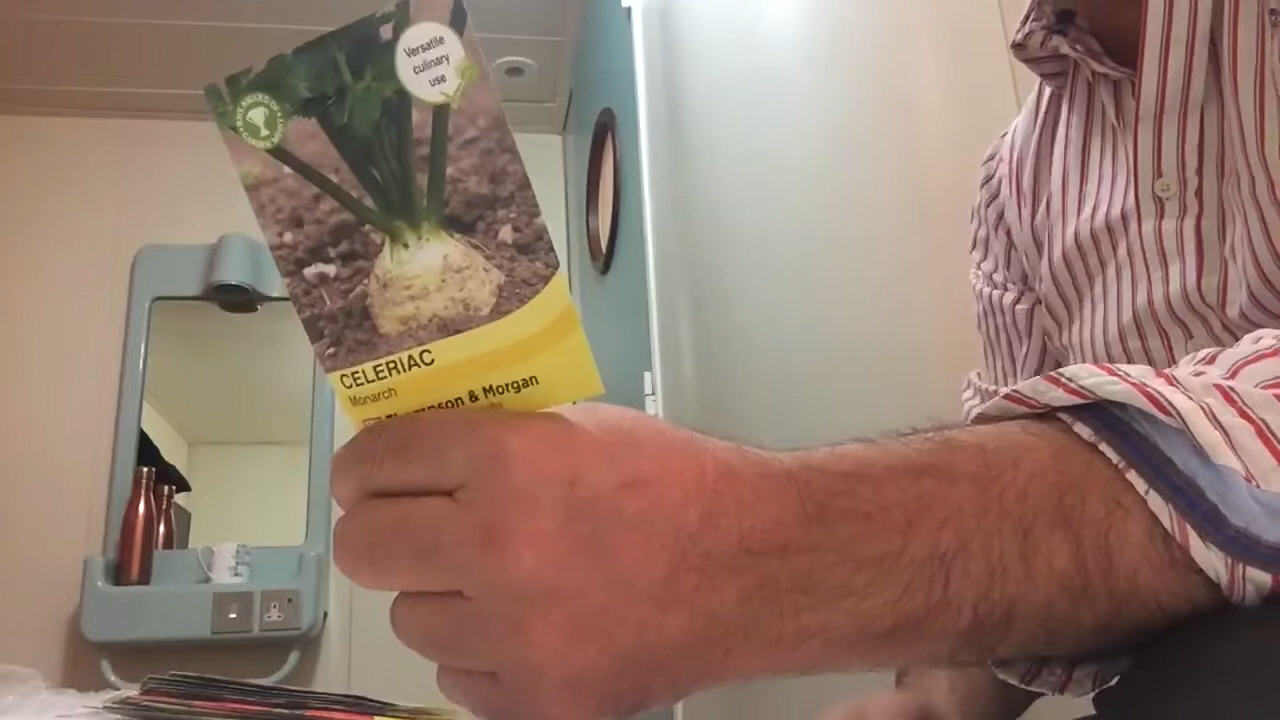 Versatile
culinary
use
CELERIAC
Monarch
& Morgan